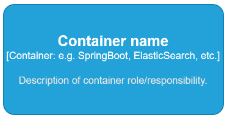 Container name
[Container: e.g. SpringBoot, ElasticSearch, etc.]
Description of container role/responsibility.